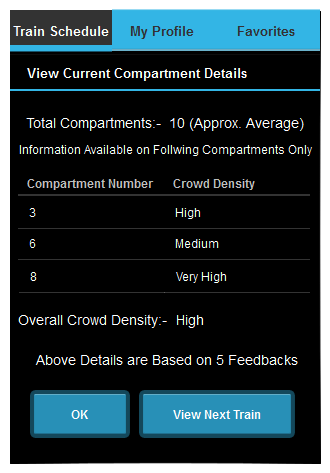 Train Schedule My Profile Favorites
View Current Compartment Details
Total Compartments:- 10 (Approx. Average)
Information Available on Follwing Compartments Only
Compartment Number Crowd Density
3 High
6 Medium
8 Very High
Overall Crowd Density:- High
Above Details are Based on 5 Feedbacks
OK View Next Train